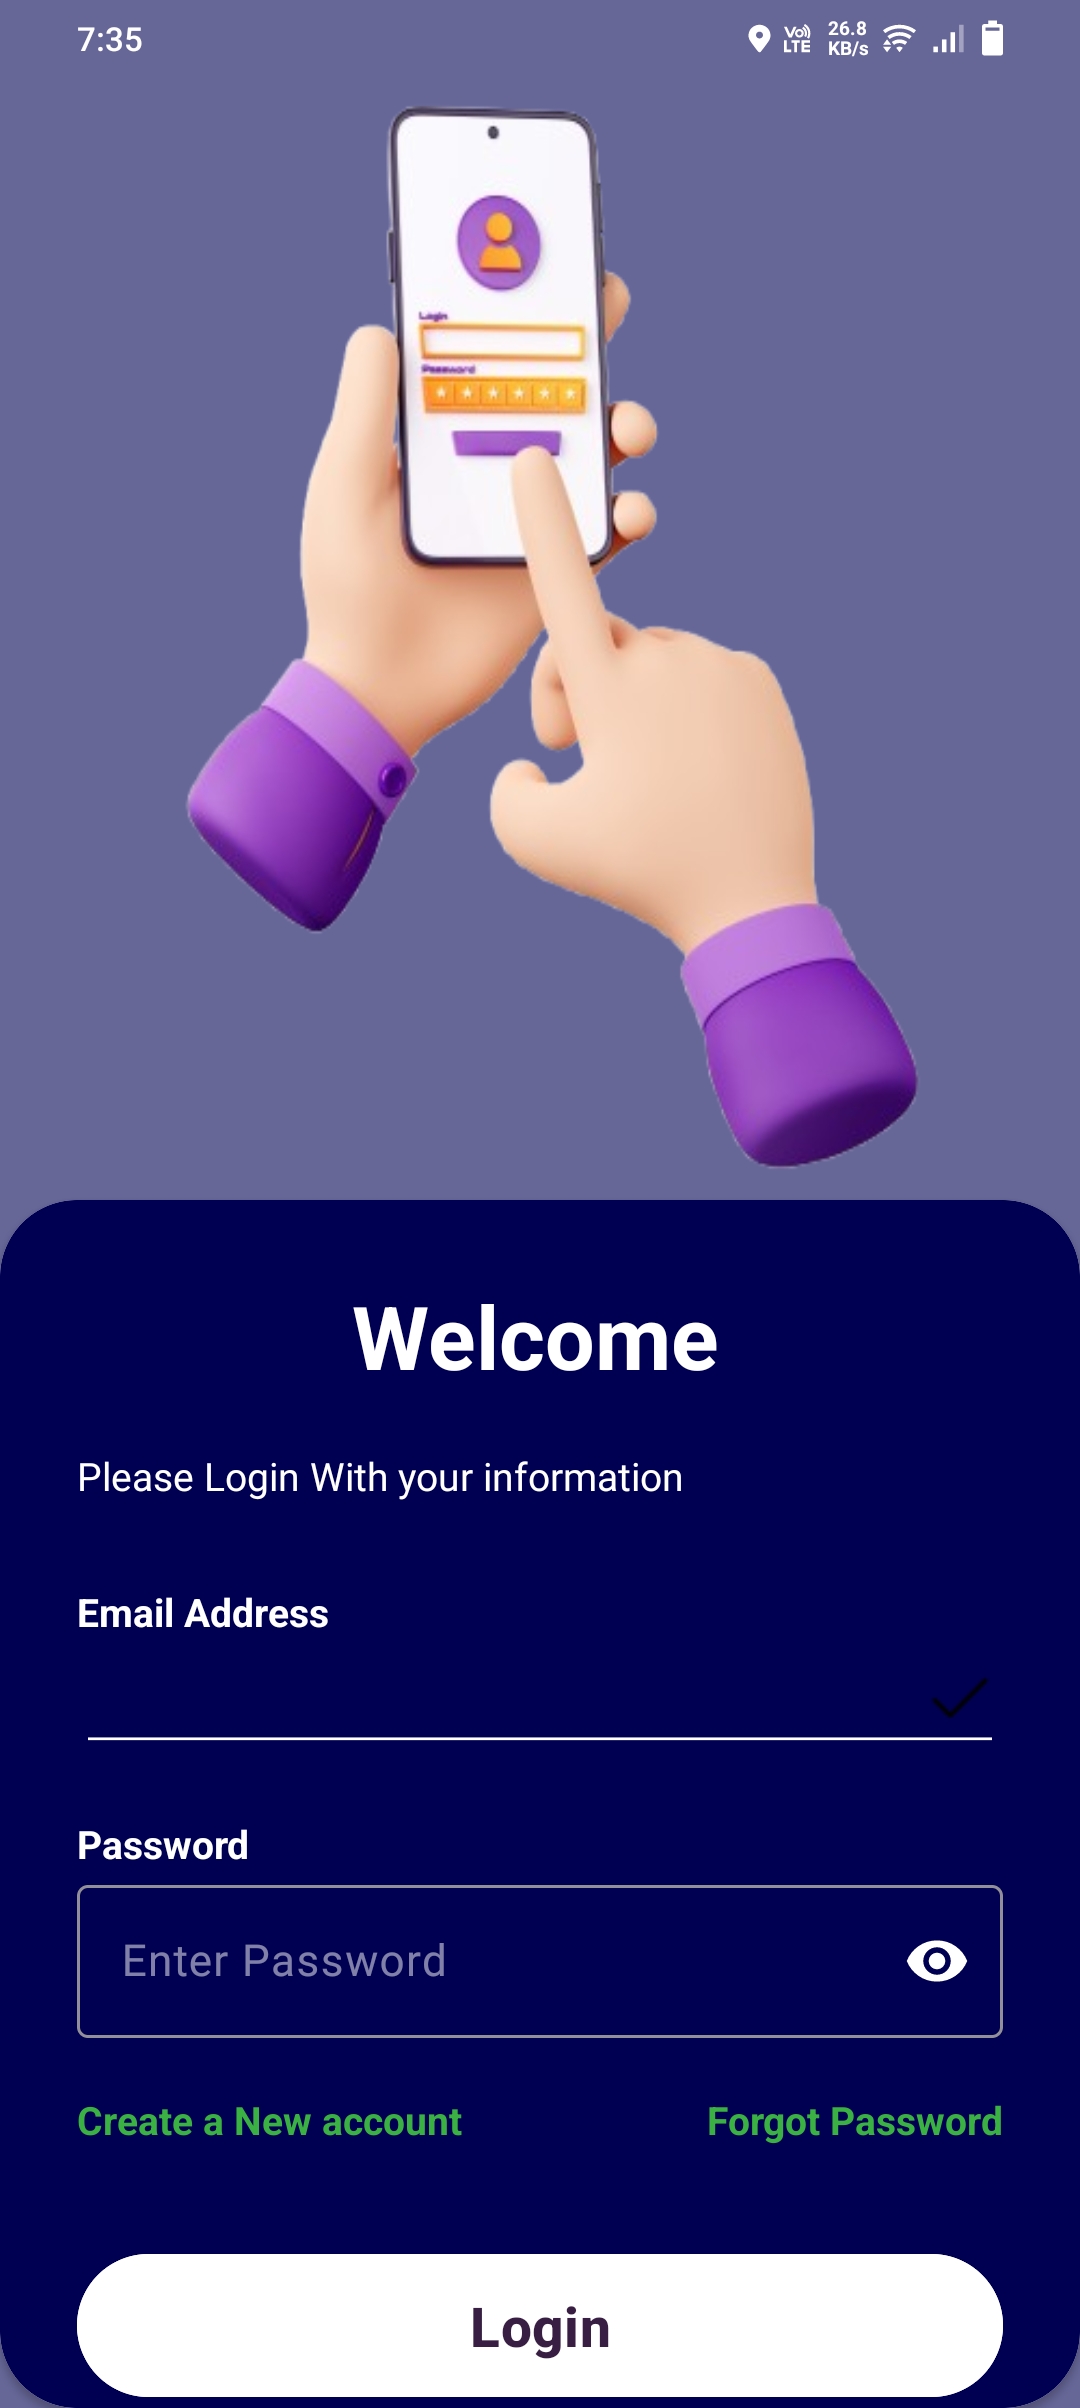 7:35
Vo)) LTE
26.8 KB/s
Login
Password
Welcome
Please Login With your information
Email Address
Password
Enter Password
Create a New account
Forgot Password
Login